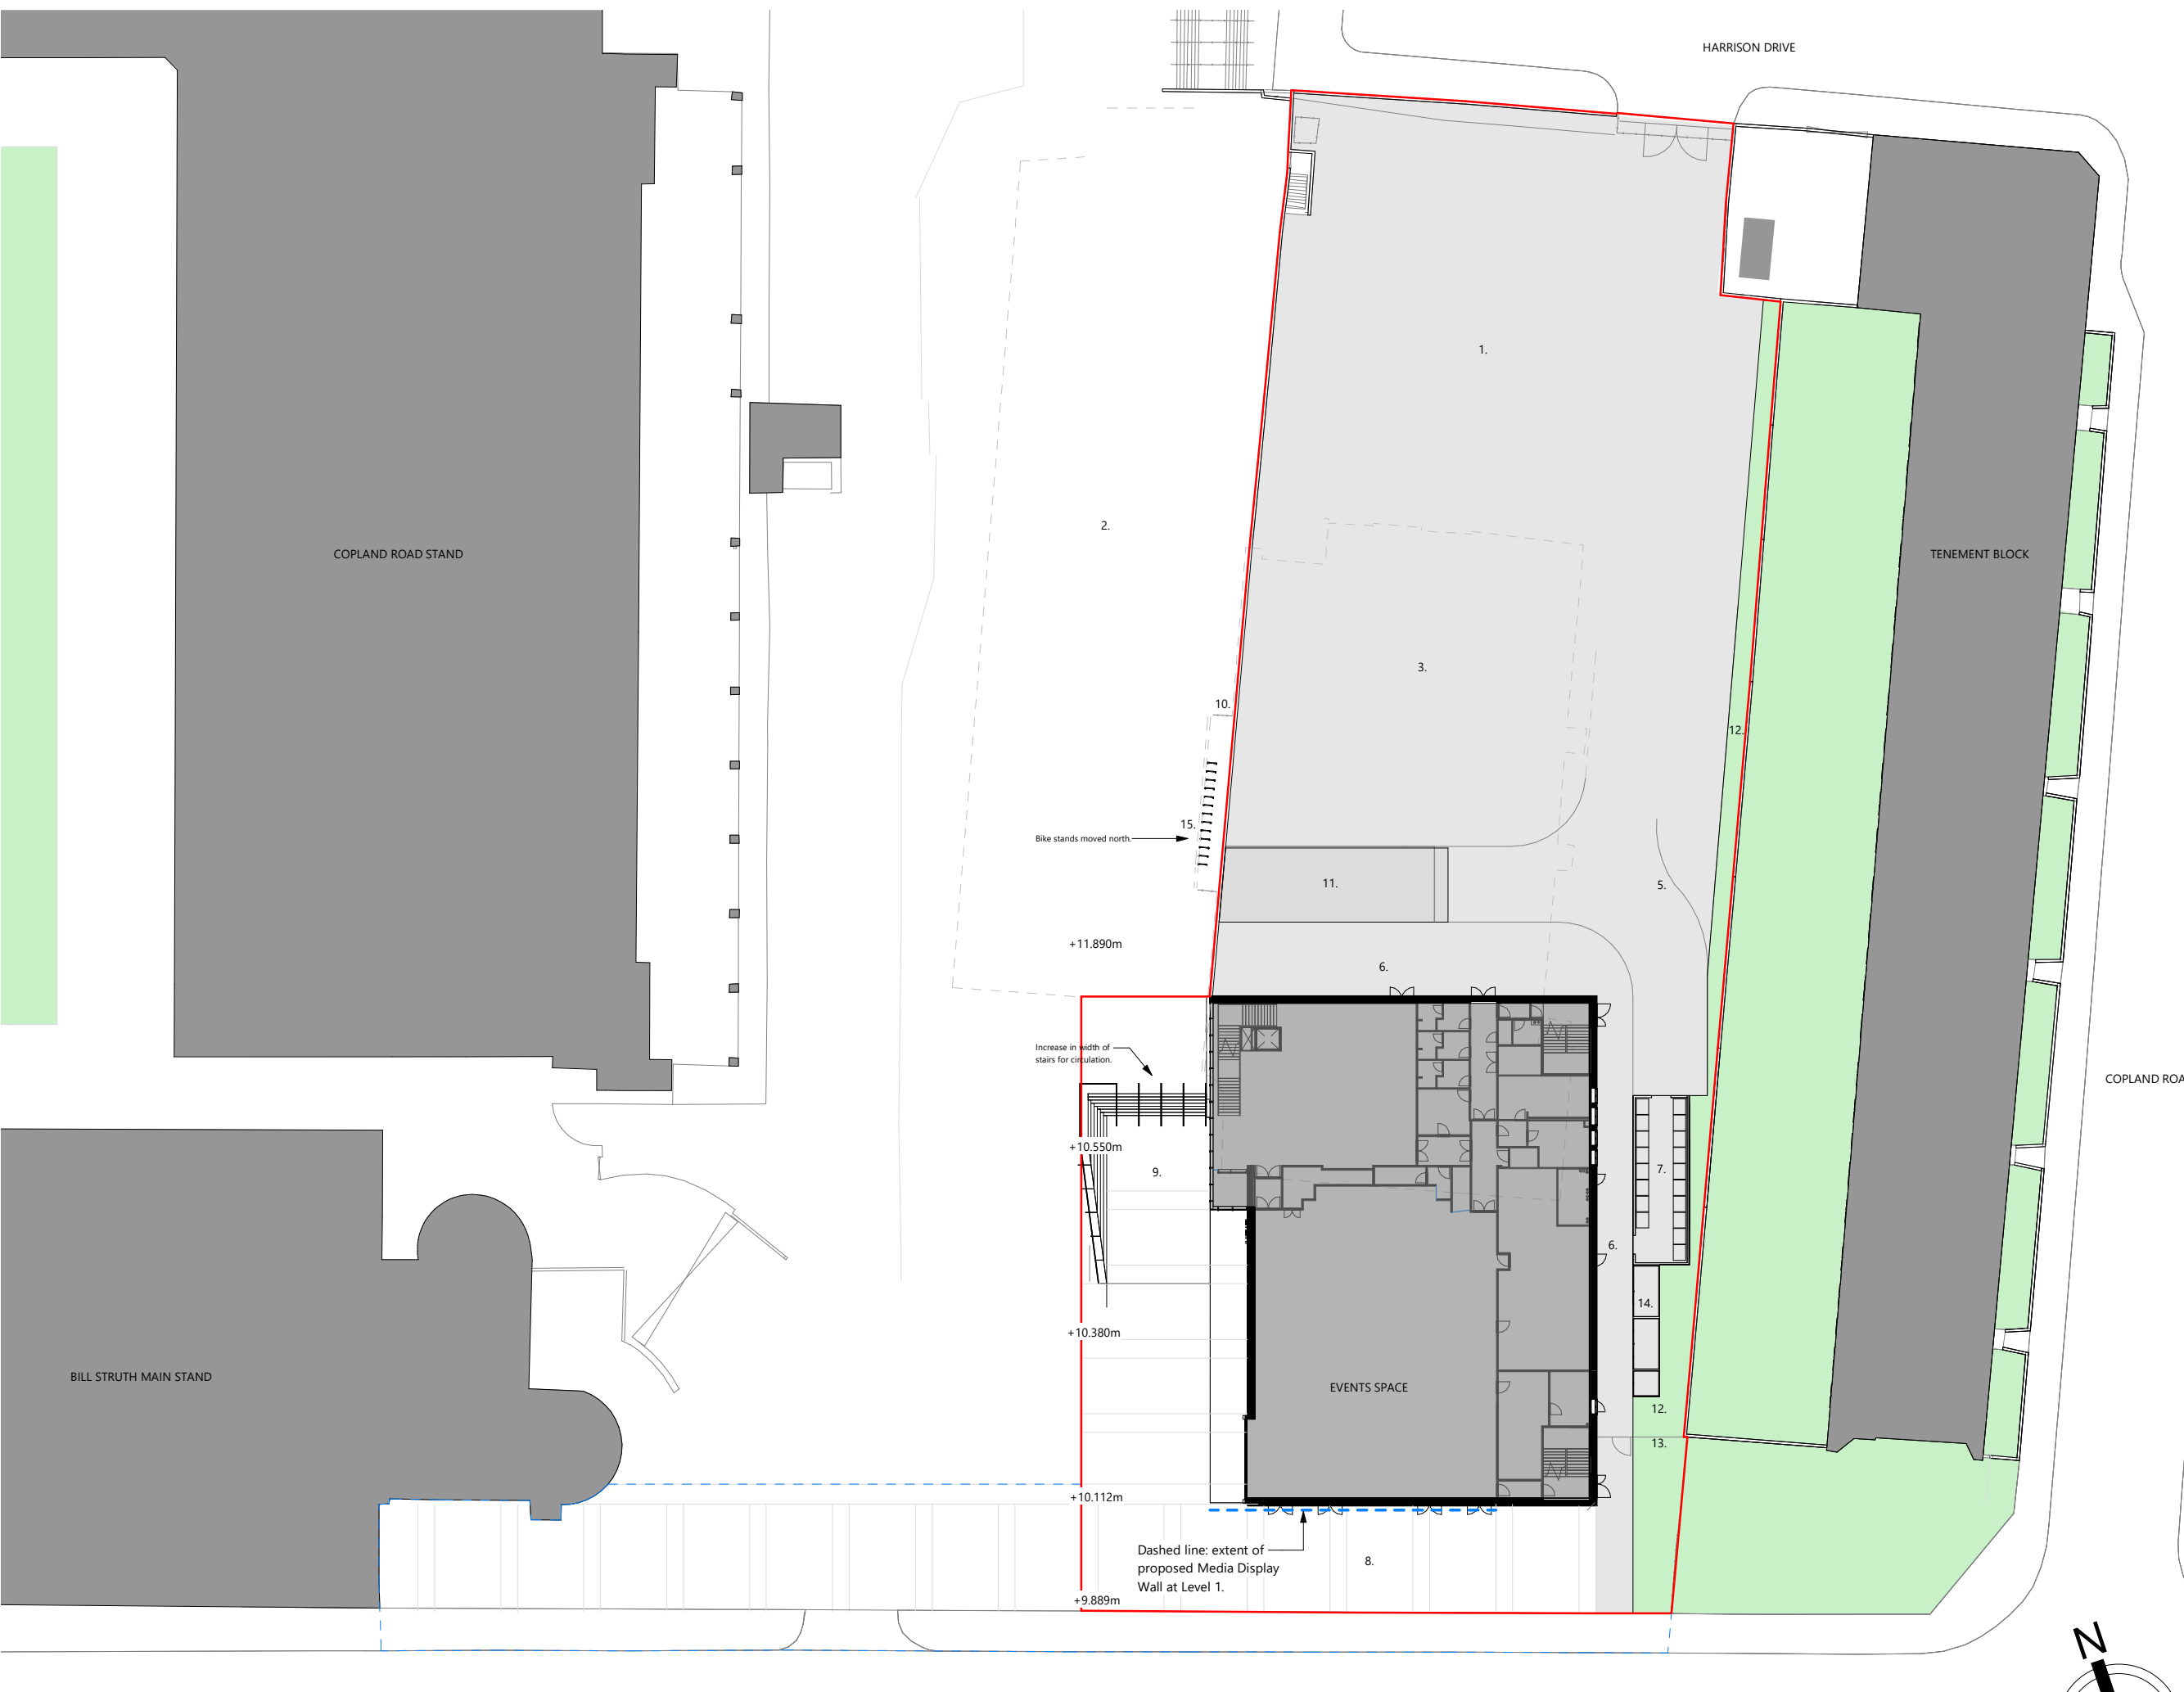 HARRISON DRIVE
1.
2.
COPLAND ROAD STAND
TENEMENT BLOCK
3.
10.
12.
15.
Bike stands moved north.
11.
5.
+11.890m
6.
Increase in width of
stairs for circulation.
COPLAND ROA
+10.550m
9.
7.
6.
14.
+10.380m
BILL STRUTH MAIN STAND
EVENTS SPACE
12.
13.
+10.112m
Dashed line: extent of
proposed Media Display
Wall at Level 1.
8.
+9.889m
N